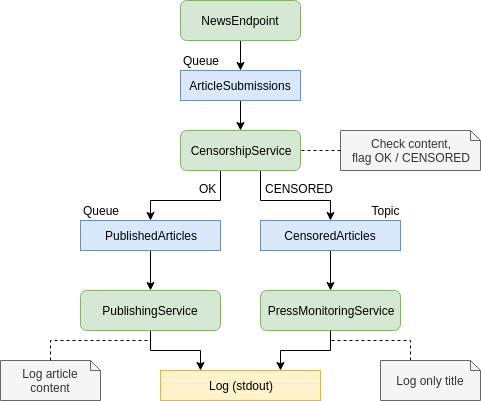 NewsEndpoint
Queue
ArticleSubmissions
CensorshipService
Check content,
flag OK / CENSORED
OK
CENSORED
Queue
Topic
PublishedArticles
CensoredArticles
PublishingService
PressMonitoringService
Log article
content
Log (stdout)
Log only title